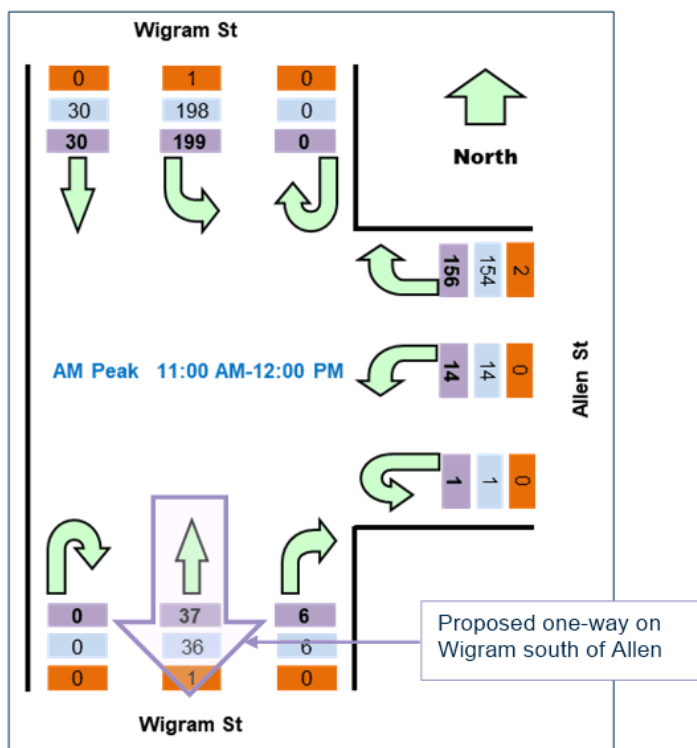 Wigram St
0 1 0
30 198 0
30 199 0
North
156 154 2
AM Peak 11:00 AM-12:00 PM
14 14 0
Allen St
1 1 0
0 37 6
0 36 6
0 1 0
Proposed one-way on
Wigram south of Allen
Wigram St